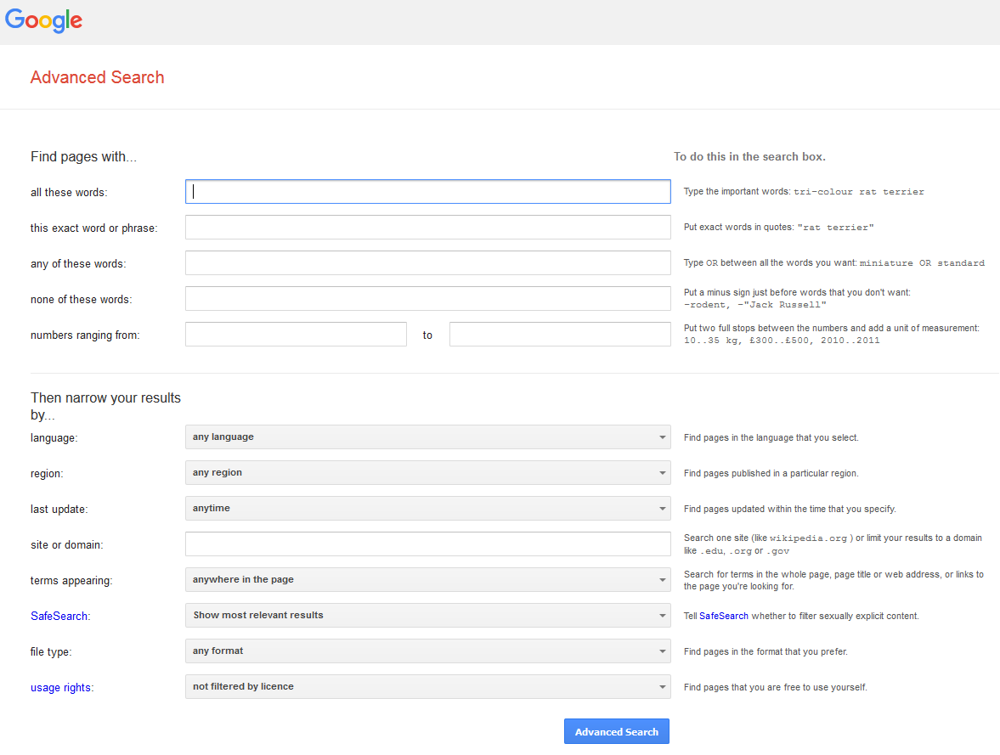 Google
Advanced Search
Find pages with...
To do this in the search box.
all these words:
Type the important words: tri-colour rat terrier
this exact word or phrase:
Put exact words in quotes: "rat terrier"
any of these words:
Type OR between all the words you want: miniature OR standard
none of these words:
Put a minus sign just before words that you don't want:
-rodent, -"Jack Russell"
numbers ranging from:
to
Put two full stops between the numbers and add a unit of measurement:
10..35 kg, £300..£500, 2010..2011
Then narrow your results
by...
language:
any language
Find pages in the language that you select.
region:
any region
Find pages published in a particular region.
last update:
anytime
Find pages updated within the time that you specify.
site or domain:
Search one site (like wikipedia.org ) or limit your results to a domain
like .edu, .org or .gov
terms appearing:
anywhere in the page
Search for terms in the whole page, page title or web address, or links to
the page you're looking for.
SafeSearch:
Show most relevant results
Tell SafeSearch whether to filter sexually explicit content.
file type:
any format
Find pages in the format that you prefer.
usage rights:
not filtered by licence
Find pages that you are free to use yourself.
Advanced Search